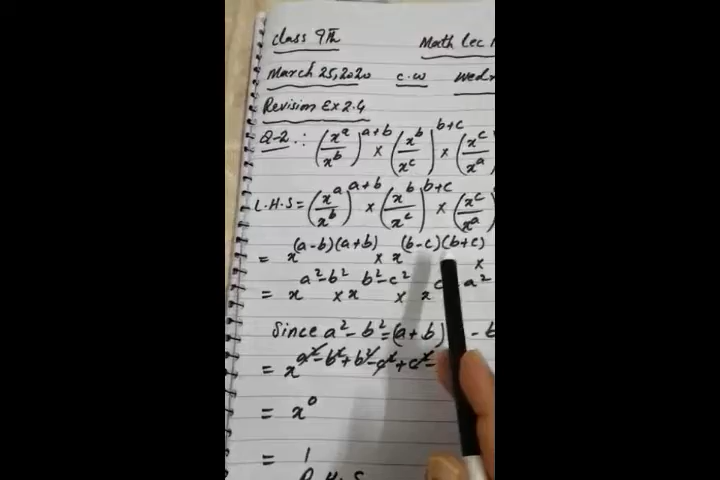 Class 9th Math Lec
March 25, 2020 C.W
Revision Ex 2.4
Q-2 ∴ (x^a/x^b)^a+b × (x^b/x^c)^b+c × (x^c/x^a)
L.H.S = (x^a/x^b)^a+b × (x^b/x^c)^b+c × (x^c/x^a)
= x^(a-b)(a+b) × x^(b-c)(b+c) ×
= x^a²-b² × x^b²-c² × x a²
Since a² - b² = (a+b) -
= x^a²-b²+b²-c²+c²-
= x^0
= 1
R.H.S